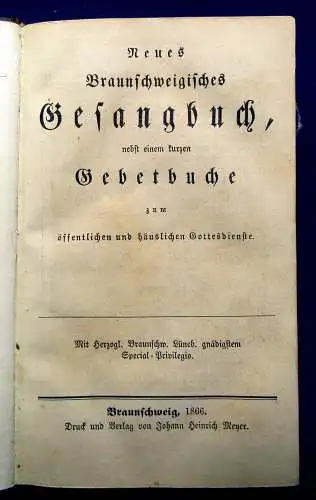 Neues
Braunschweigisches
Gesangbuch,
nebst einem kurzen
Gebetbuche
zum
öffentlichen und häuslichen Gottesdienste.
Mit Herzogl. Braunschw. Lüneb. gnädigstem
Special-Privilegio.
Braunschweig, 1866.
Druck und Verlag von Johann Heinrich Meyer.